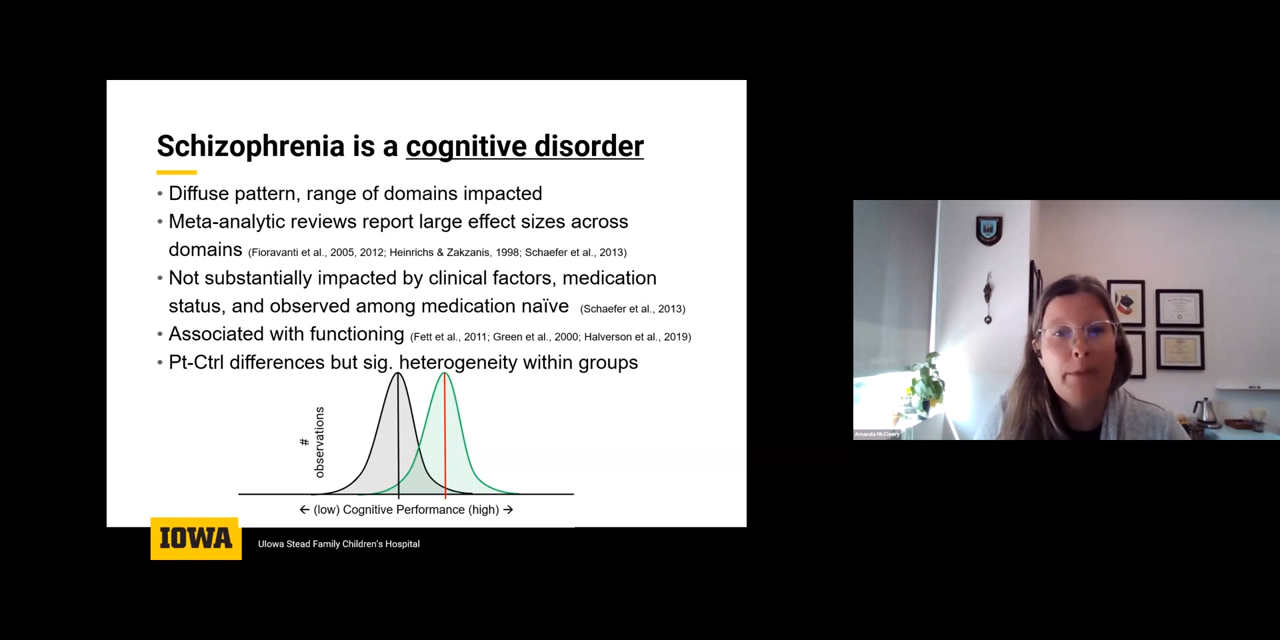 Schizophrenia is a cognitive disorder
• Diffuse pattern, range of domains impacted
• Meta-analytic reviews report large effect sizes across
domains (Fioravanti et al., 2005, 2012; Heinrichs & Zakzanis, 1998; Schaefer et al., 2013)
• Not substantially impacted by clinical factors, medication
status, and observed among medication naïve (Schaefer et al., 2013)
• Associated with functioning (Fett et al., 2011; Green et al., 2000; Halverson et al., 2019)
• Pt-Ctrl differences but sig. heterogeneity within groups
#
observations
← (low) Cognitive Performance (high) →
IOWA
UIowa Stead Family Children's Hospital
Amanda McCleery